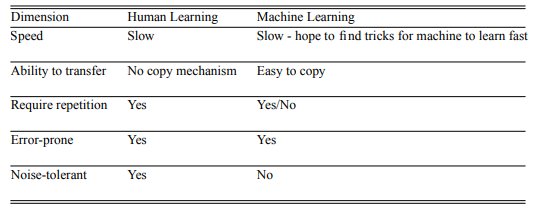 Dimension Human Learning Machine Learning
Speed Slow Slow - hope to find tricks for machine to learn fast
Ability to transfer No copy mechanism Easy to copy
Require repetition Yes Yes/No
Error-prone Yes Yes
Noise-tolerant Yes No